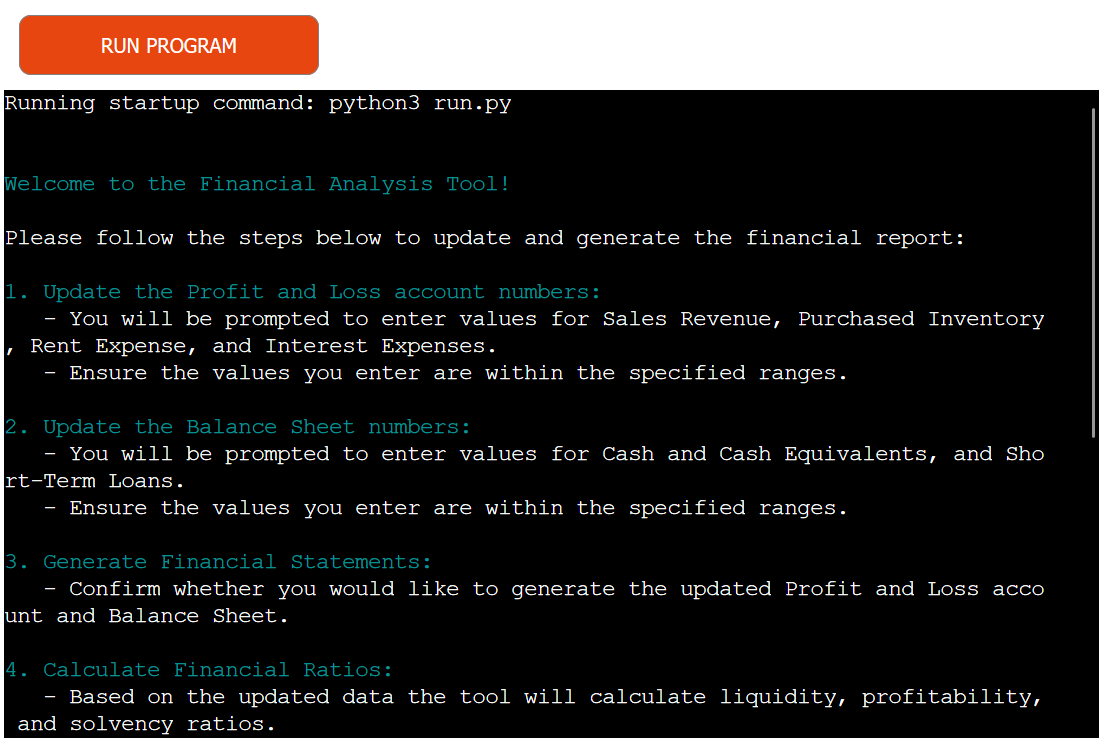 RUN PROGRAM
Running startup command: python3 run.py
Welcome to the Financial Analysis Tool!
Please follow the steps below to update and generate the financial report:
1. Update the Profit and Loss account numbers:
- You will be prompted to enter values for Sales Revenue, Purchased Inventory
, Rent Expense, and Interest Expenses.
- Ensure the values you enter are within the specified ranges.
2. Update the Balance Sheet numbers:
- You will be prompted to enter values for Cash and Cash Equivalents, and Sho
rt-Term Loans.
- Ensure the values you enter are within the specified ranges.
3. Generate Financial Statements:
- Confirm whether you would like to generate the updated Profit and Loss acco
unt and Balance Sheet.
4. Calculate Financial Ratios:
- Based on the updated data the tool will calculate liquidity, profitability,
and solvency ratios.